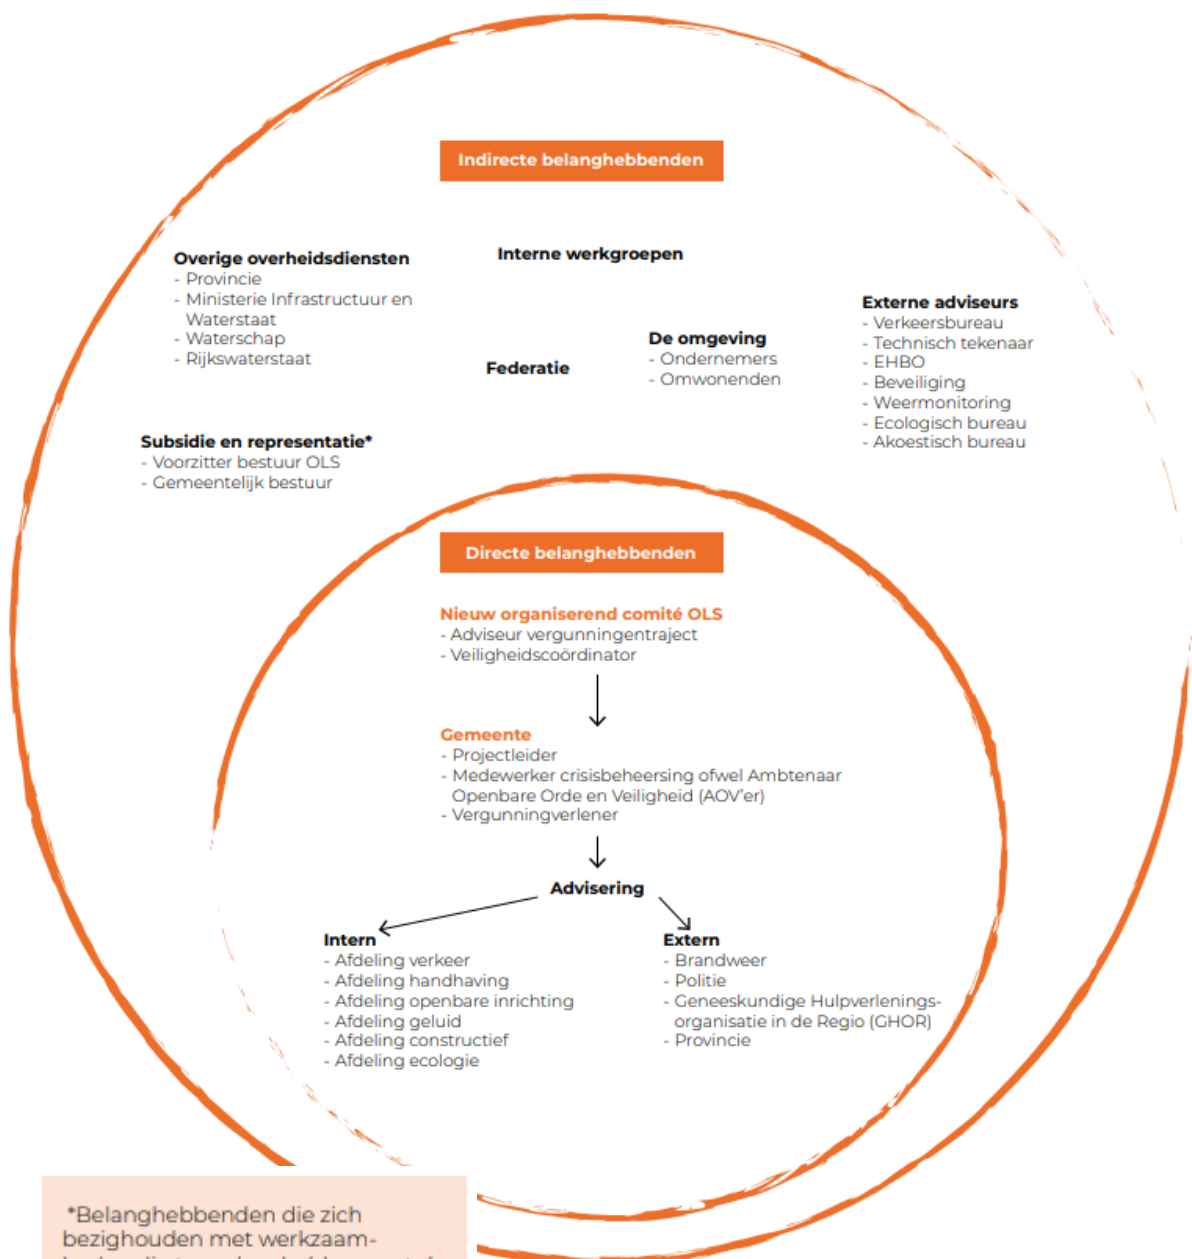 Indirecte belanghebbenden
Overige overheidsdiensten
- Provincie
- Ministerie Infrastructuur en
Waterstaat
- Waterschap
- Rijkswaterstaat
Interne werkgroepen
Federatie
De omgeving
- Ondernemers
- Omwonenden
Externe adviseurs
- Verkeersbureau
- Technisch tekenaar
- EHBO
- Beveiliging
- Weermonitoring
- Ecologisch bureau
- Akoestisch bureau
Subsidie en representatie*
- Voorzitter bestuur OLS
- Gemeentelijk bestuur
Directe belanghebbenden
Nieuw organiserend comité OLS
- Adviseur vergunningentraject
- Veiligheidscoördinator
Gemeente
- Projectleider
- Medewerker crisisbeheersing ofwel Ambtenaar
Openbare Orde en Veiligheid (AOV'er)
- Vergunningverlener
Advisering
Intern
- Afdeling verkeer
- Afdeling handhaving
- Afdeling openbare inrichting
- Afdeling geluid
- Afdeling constructief
- Afdeling ecologie
Extern
- Brandweer
- Politie
- Geneeskundige Hulpverlenings-
organisatie in de Regio (GHOR)
- Provincie
*Belanghebbenden die zich
bezighouden met werkzaam-